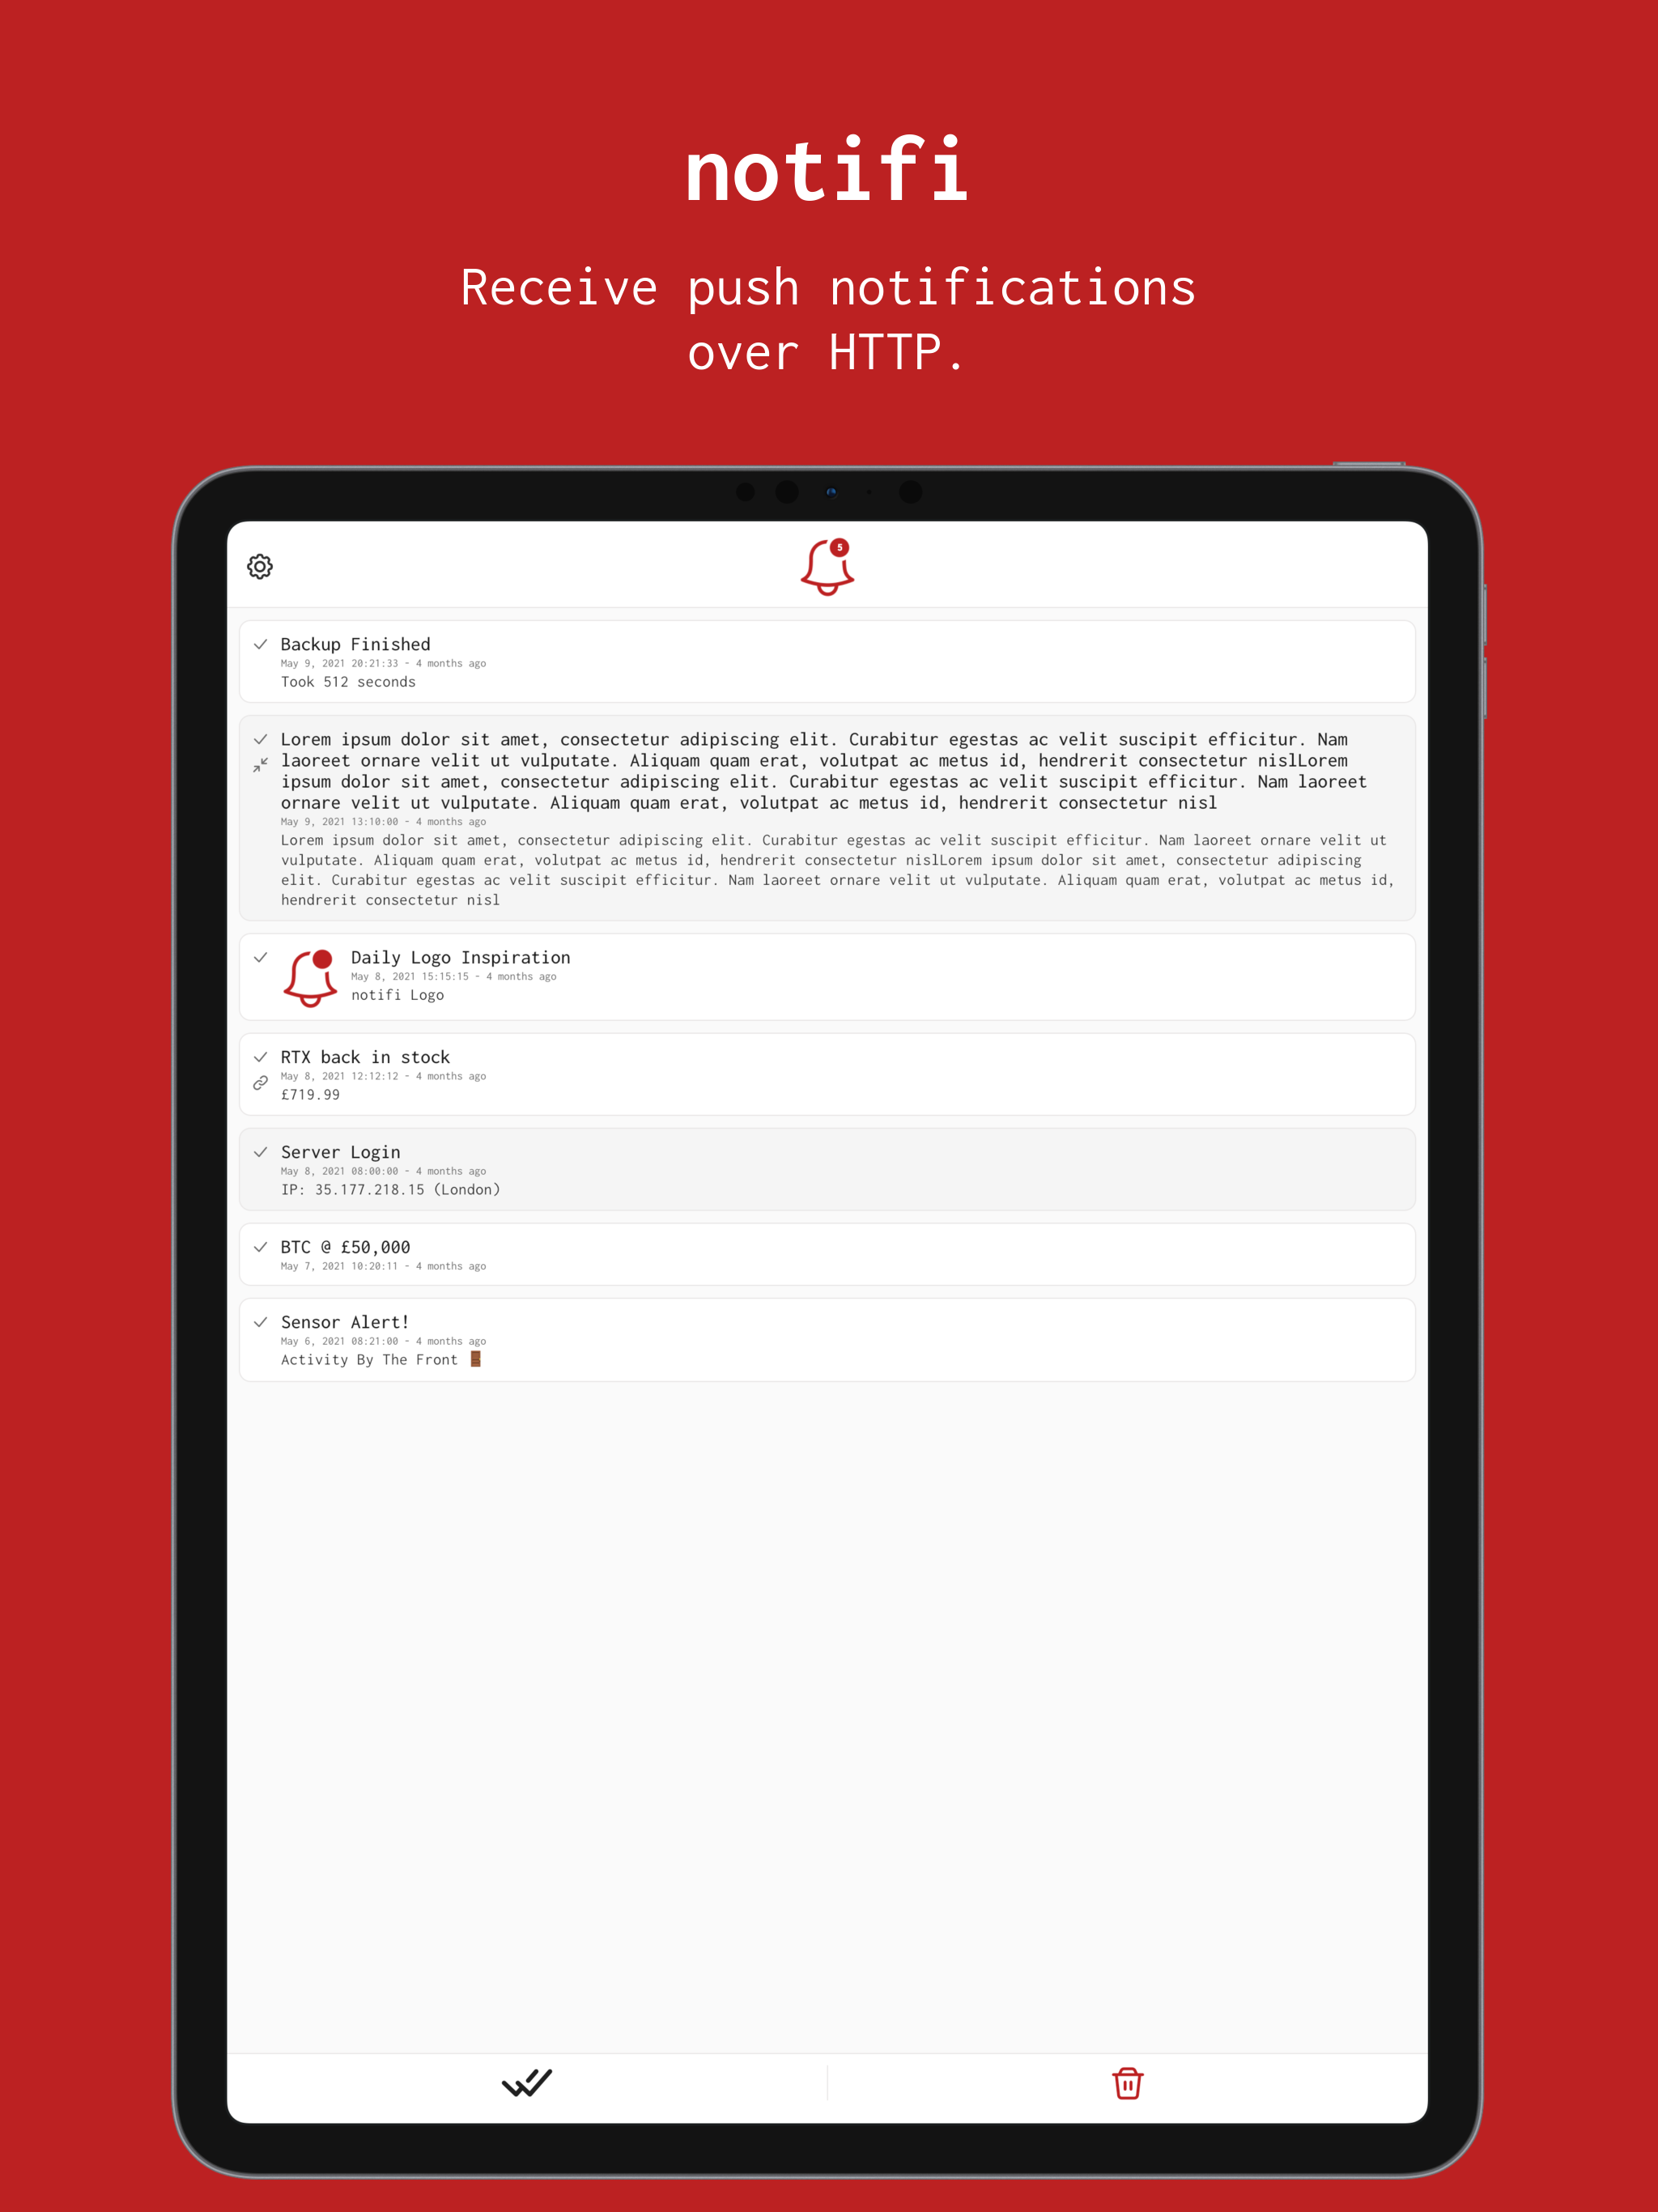 notifi
Receive push notifications
over HTTP.
5
Backup Finished
May 9, 2021 20:21:33 - 4 months ago
Took 512 seconds
Lorem ipsum dolor sit amet, consectetur adipiscing elit. Curabitur egestas ac velit suscipit efficitur. Nam
laoreet ornare velit ut vulputate. Aliquam quam erat, volutpat ac metus id, hendrerit consectetur nislLorem
ipsum dolor sit amet, consectetur adipiscing elit. Curabitur egestas ac velit suscipit efficitur. Nam laoreet
ornare velit ut vulputate. Aliquam quam erat, volutpat ac metus id, hendrerit consectetur nisl
May 9, 2021 13:10:00 - 4 months ago
Lorem ipsum dolor sit amet, consectetur adipiscing elit. Curabitur egestas ac velit suscipit efficitur. Nam laoreet ornare velit ut
vulputate. Aliquam quam erat, volutpat ac metus id, hendrerit consectetur nislLorem ipsum dolor sit amet, consectetur adipiscing
elit. Curabitur egestas ac velit suscipit efficitur. Nam laoreet ornare velit ut vulputate. Aliquam quam erat, volutpat ac metus id,
hendrerit consectetur nisl
Daily Logo Inspiration
May 8, 2021 15:15:15 - 4 months ago
notifi Logo
RTX back in stock
May 8, 2021 12:12:12 - 4 months ago
£719.99
Server Login
May 8, 2021 08:00:00 - 4 months ago
IP: 35.177.218.15 (London)
BTC @ £50,000
May 7, 2021 10:20:11 - 4 months ago
Sensor Alert!
May 6, 2021 08:21:00 - 4 months ago
Activity By The Front 🚪